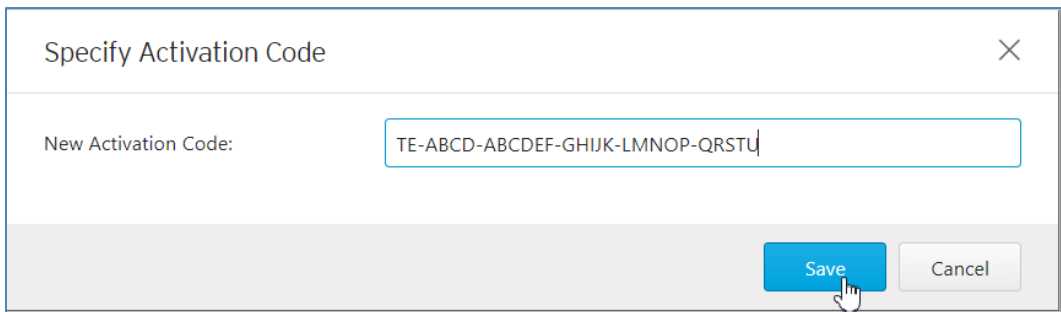 Specify Activation Code
New Activation Code: TE-ABCD-ABCDEF-GHIJK-LMNOP-QRSTU
Save Cancel